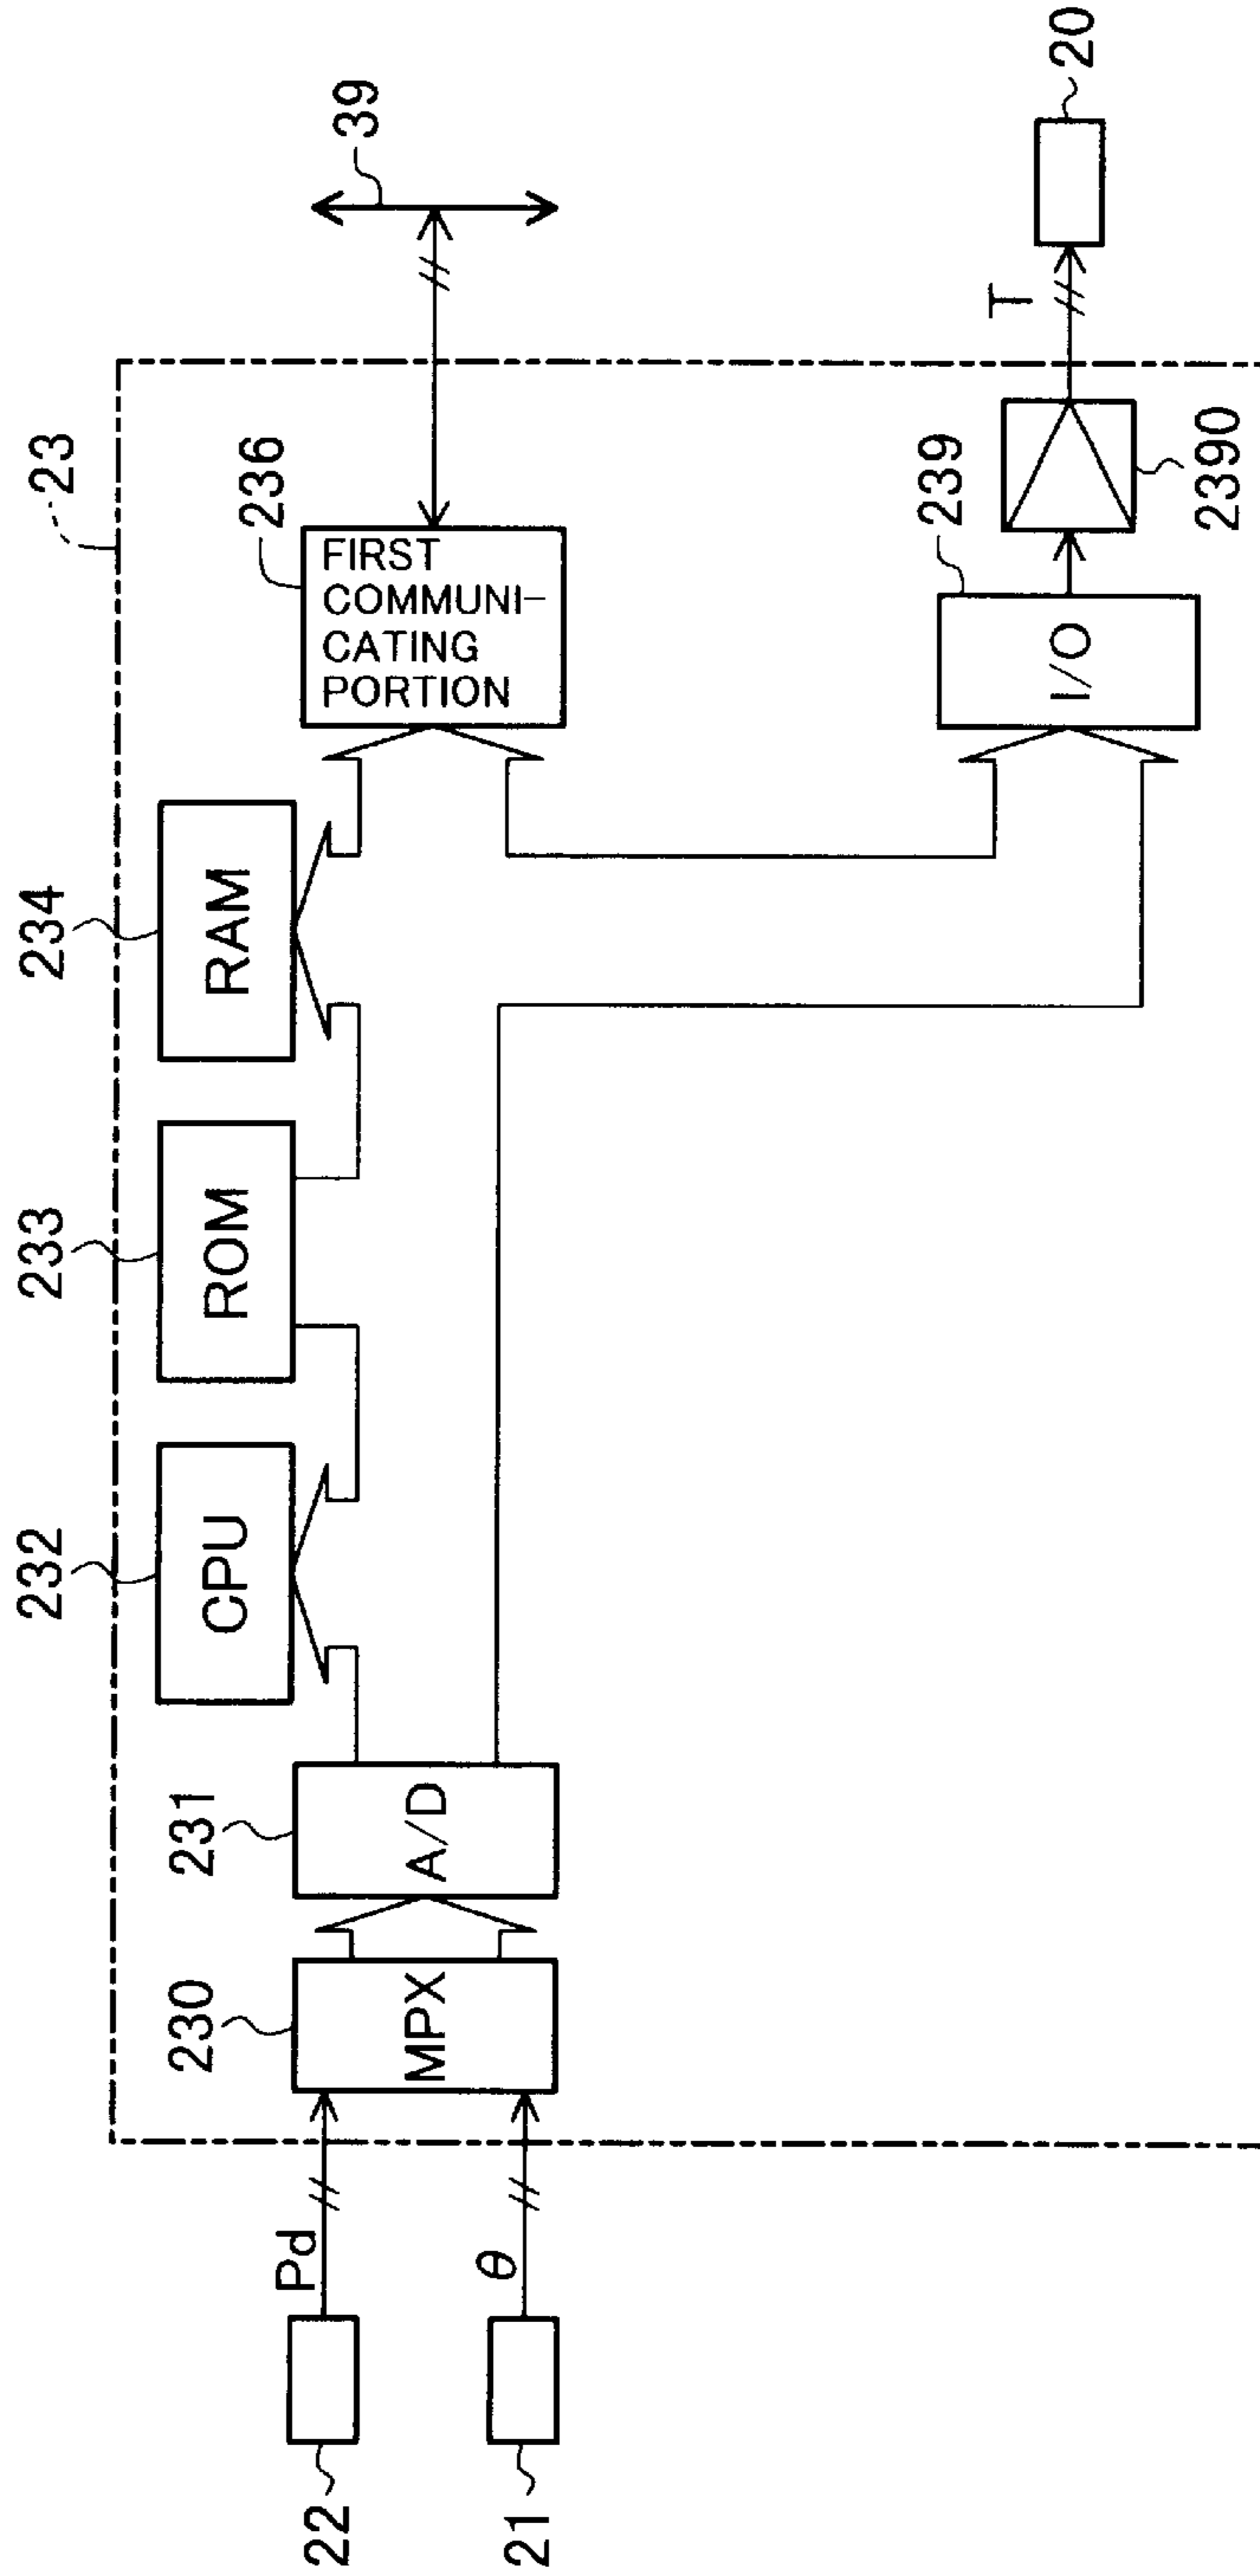 23
232
233
234
CPU
ROM
RAM
230
231
236
MPX
A/D
FIRST
COMMUNI-
CATING
PORTION
39
22
Pd
21
θ
239
I/O
2390
T
20